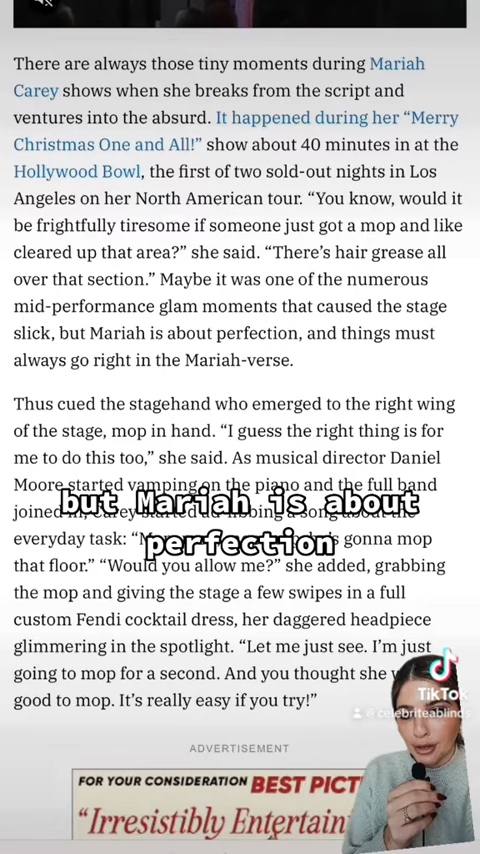 There are always those tiny moments during Mariah
Carey shows when she breaks from the script and
ventures into the absurd. It happened during her “Merry
Christmas One and All!” show about 40 minutes in at the
Hollywood Bowl, the first of two sold-out nights in Los
Angeles on her North American tour. “You know, would it
be frightfully tiresome if someone just got a mop and like
cleared up that area?” she said. “There’s hair grease all
over that section.” Maybe it was one of the numerous
mid-performance glam moments that caused the stage
slick, but Mariah is about perfection, and things must
always go right in the Mariah-verse.
Thus cued the stagehand who emerged to the right wing
of the stage, mop in hand. “I guess the right thing is for
me to do this too,” she said. As musical director Daniel
Moore started vamping on the piano and the full band
joined in, Carey started ad-libbing a song about the
but Mariah is about
everyday task: gonna mop
perfection
that floor.” “Would you allow me?” she added, grabbing
the mop and giving the stage a few swipes in a full
custom Fendi cocktail dress, her daggered headpiece
glimmering in the spotlight. “Let me just see. I’m just
going to mop for a second. And you thought she
good to mop. It’s really easy if you try!”
TikTok
@celebriteablinds
ADVERTISEMENT
FOR YOUR CONSIDERATION BEST PICT
“Irresistibly Entertain